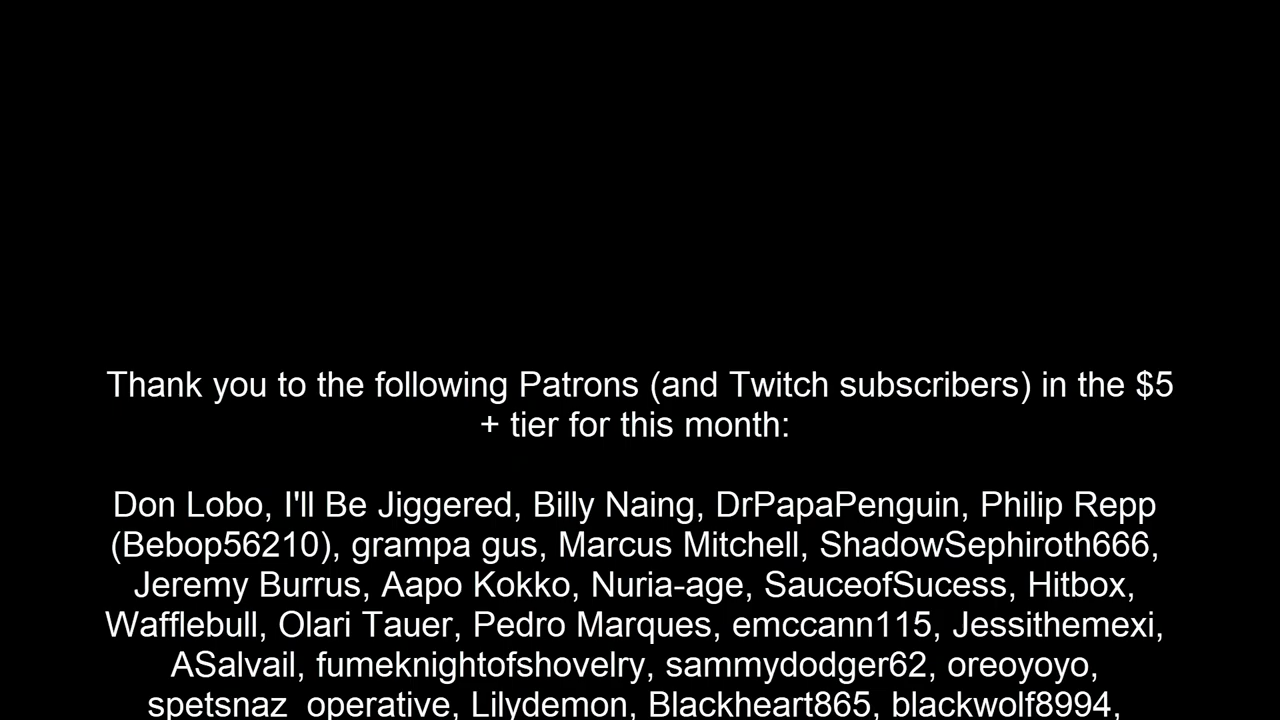 Thank you to the following Patrons (and Twitch subscribers) in the $5
+ tier for this month:
Don Lobo, I'll Be Jiggered, Billy Naing, DrPapaPenguin, Philip Repp
(Bebop56210), grampa gus, Marcus Mitchell, ShadowSephiroth666,
Jeremy Burrus, Aapo Kokko, Nuria-age, SauceofSucess, Hitbox,
Wafflebull, Olari Tauer, Pedro Marques, emccann115, Jessithemexi,
ASalvail, fumeknightofshovelry, sammydodger62, oreoyoyo,
spetsnaz_operative, Lilydemon, Blackheart865, blackwolf8994,